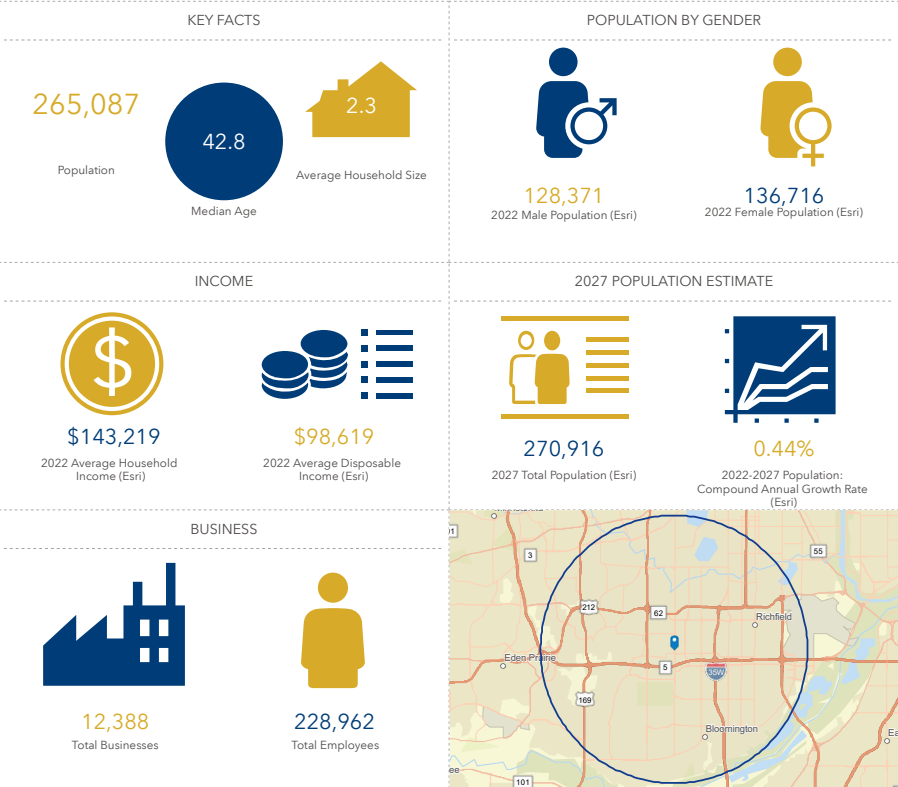 KEY FACTS
265,087
Population
42.8
Median Age
2.3
Average Household Size
POPULATION BY GENDER
128,371
2022 Male Population (Esri)
136,716
2022 Female Population (Esri)
INCOME
$143,219
2022 Average Household
Income (Esri)
$98,619
2022 Average Disposable
Income (Esri)
2027 POPULATION ESTIMATE
270,916
2027 Total Population (Esri)
0.44%
2022-2027 Population:
Compound Annual Growth Rate
(Esri)
BUSINESS
12,388
Total Businesses
228,962
Total Employees
3
55
212
62
Richfield
Eden Prairie
5
35W
169
Bloomington
101